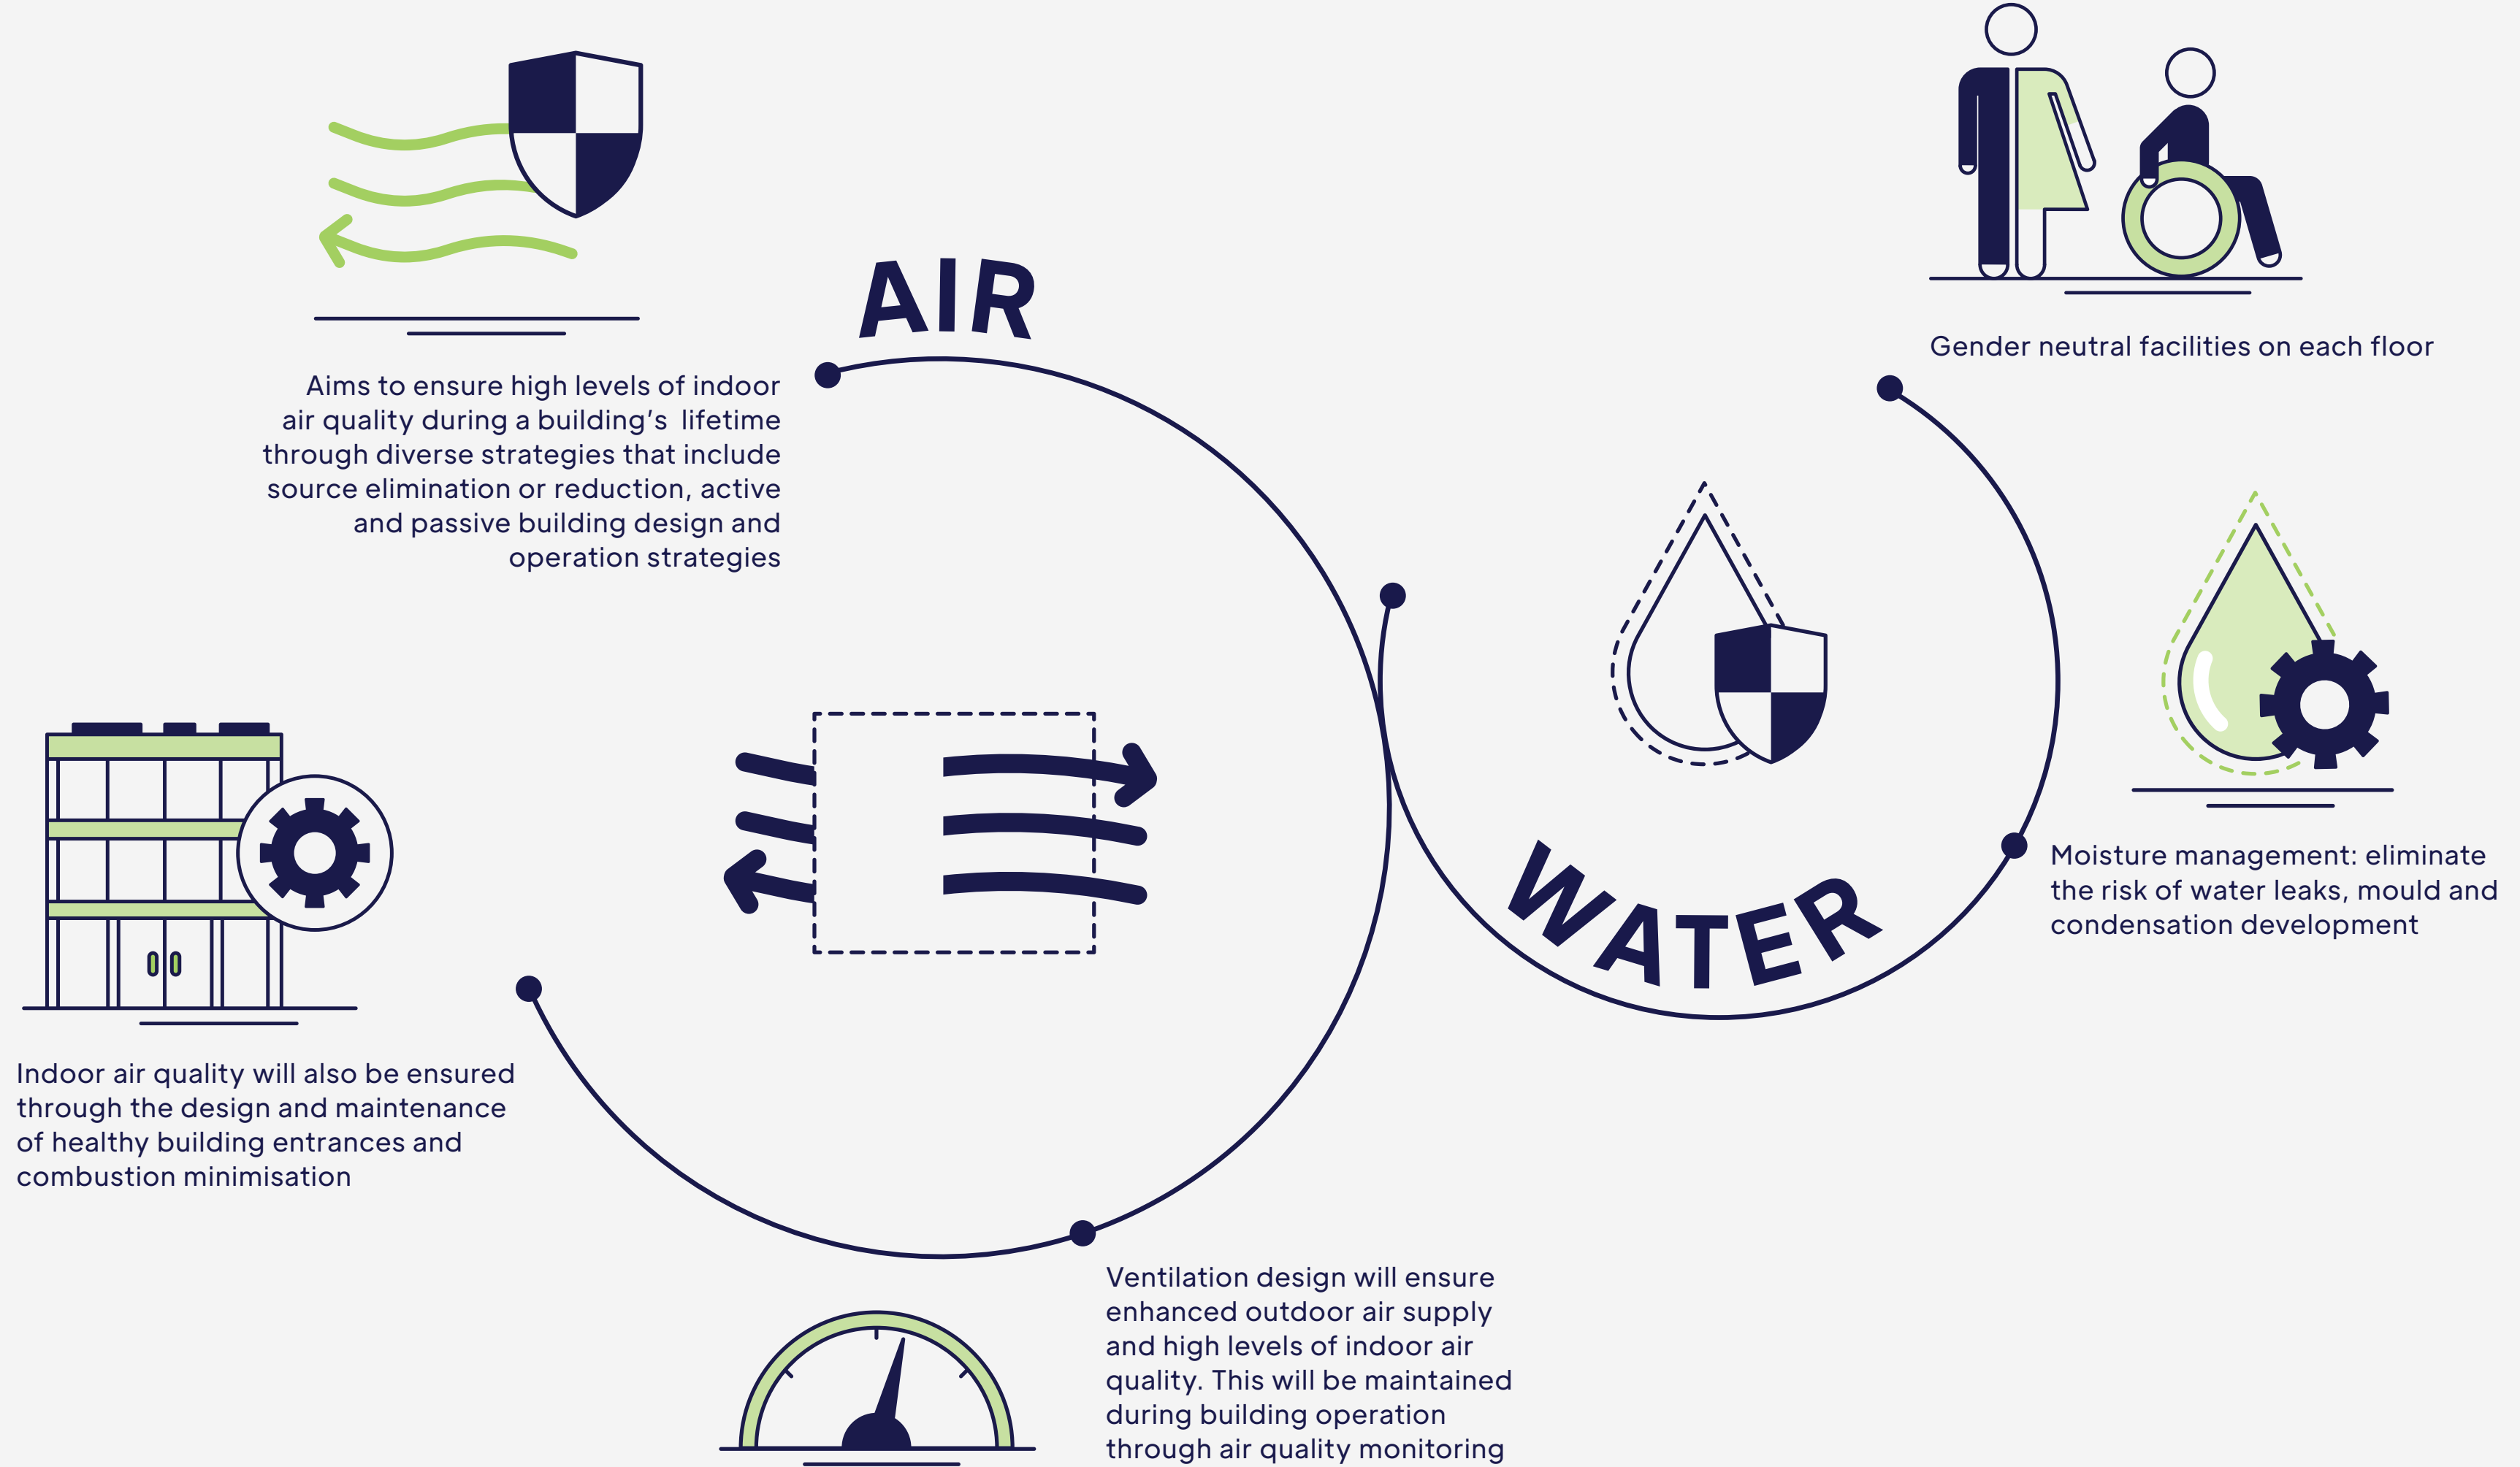 AIR
Aims to ensure high levels of indoor
air quality during a building’s  lifetime
through diverse strategies that include
source elimination or reduction, active
and passive building design and
operation strategies
Indoor air quality will also be ensured
through the design and maintenance
of healthy building entrances and
combustion minimisation
Ventilation design will ensure
enhanced outdoor air supply
and high levels of indoor air
quality. This will be maintained
during building operation
through air quality monitoring
WATER
Gender neutral facilities on each floor
Moisture management: eliminate
the risk of water leaks, mould and
condensation development